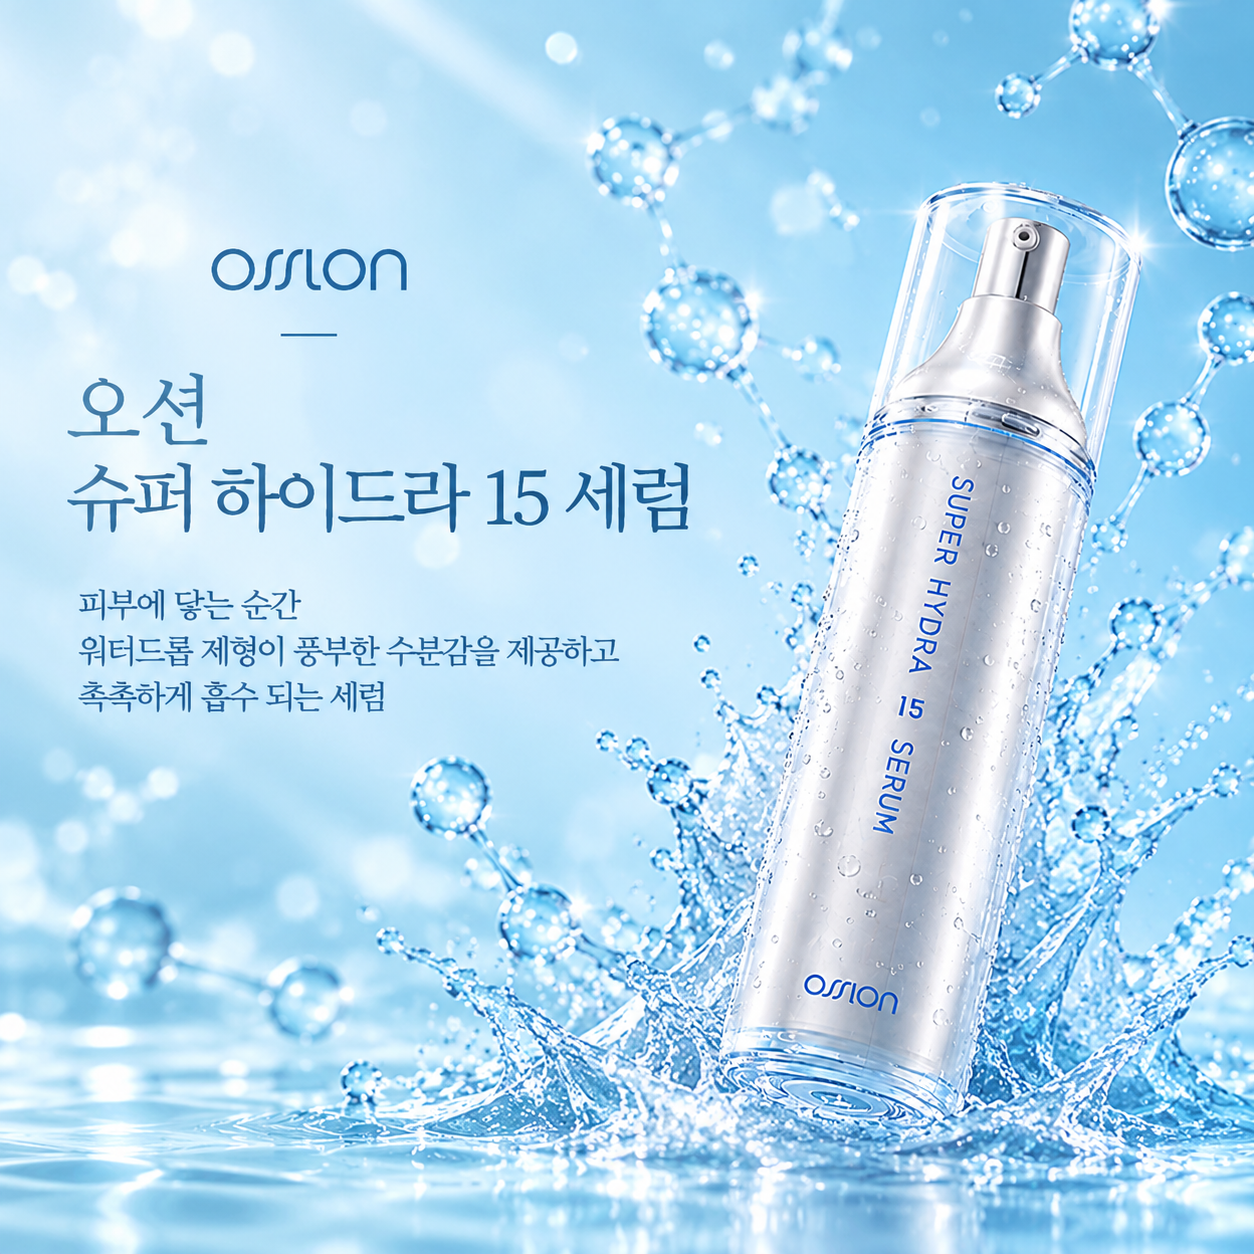 OSSION
오션
슈퍼 하이드라 15 세럼
피부에 닿는 순간
워터드롭 제형이 풍부한 수분감을 제공하고
촉촉하게 흡수 되는 세럼
SUPER HYDRA 15 SERUM
OSSION